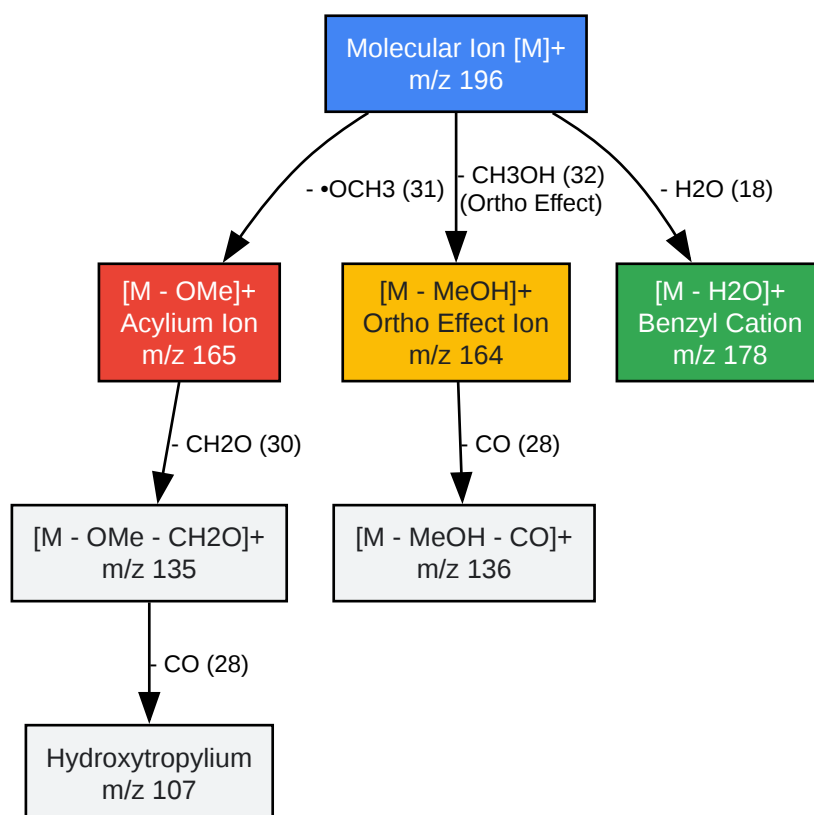 Molecular Ion [M]+
m/z 196
- •OCH3 (31)
- CH3OH (32)
(Ortho Effect)
- H2O (18)
[M - OMe]+
Acylium Ion
m/z 165
[M - MeOH]+
Ortho Effect Ion
m/z 164
[M - H2O]+
Benzyl Cation
m/z 178
- CH2O (30)
- CO (28)
[M - OMe - CH2O]+
m/z 135
[M - MeOH - CO]+
m/z 136
- CO (28)
Hydroxytropylium
m/z 107